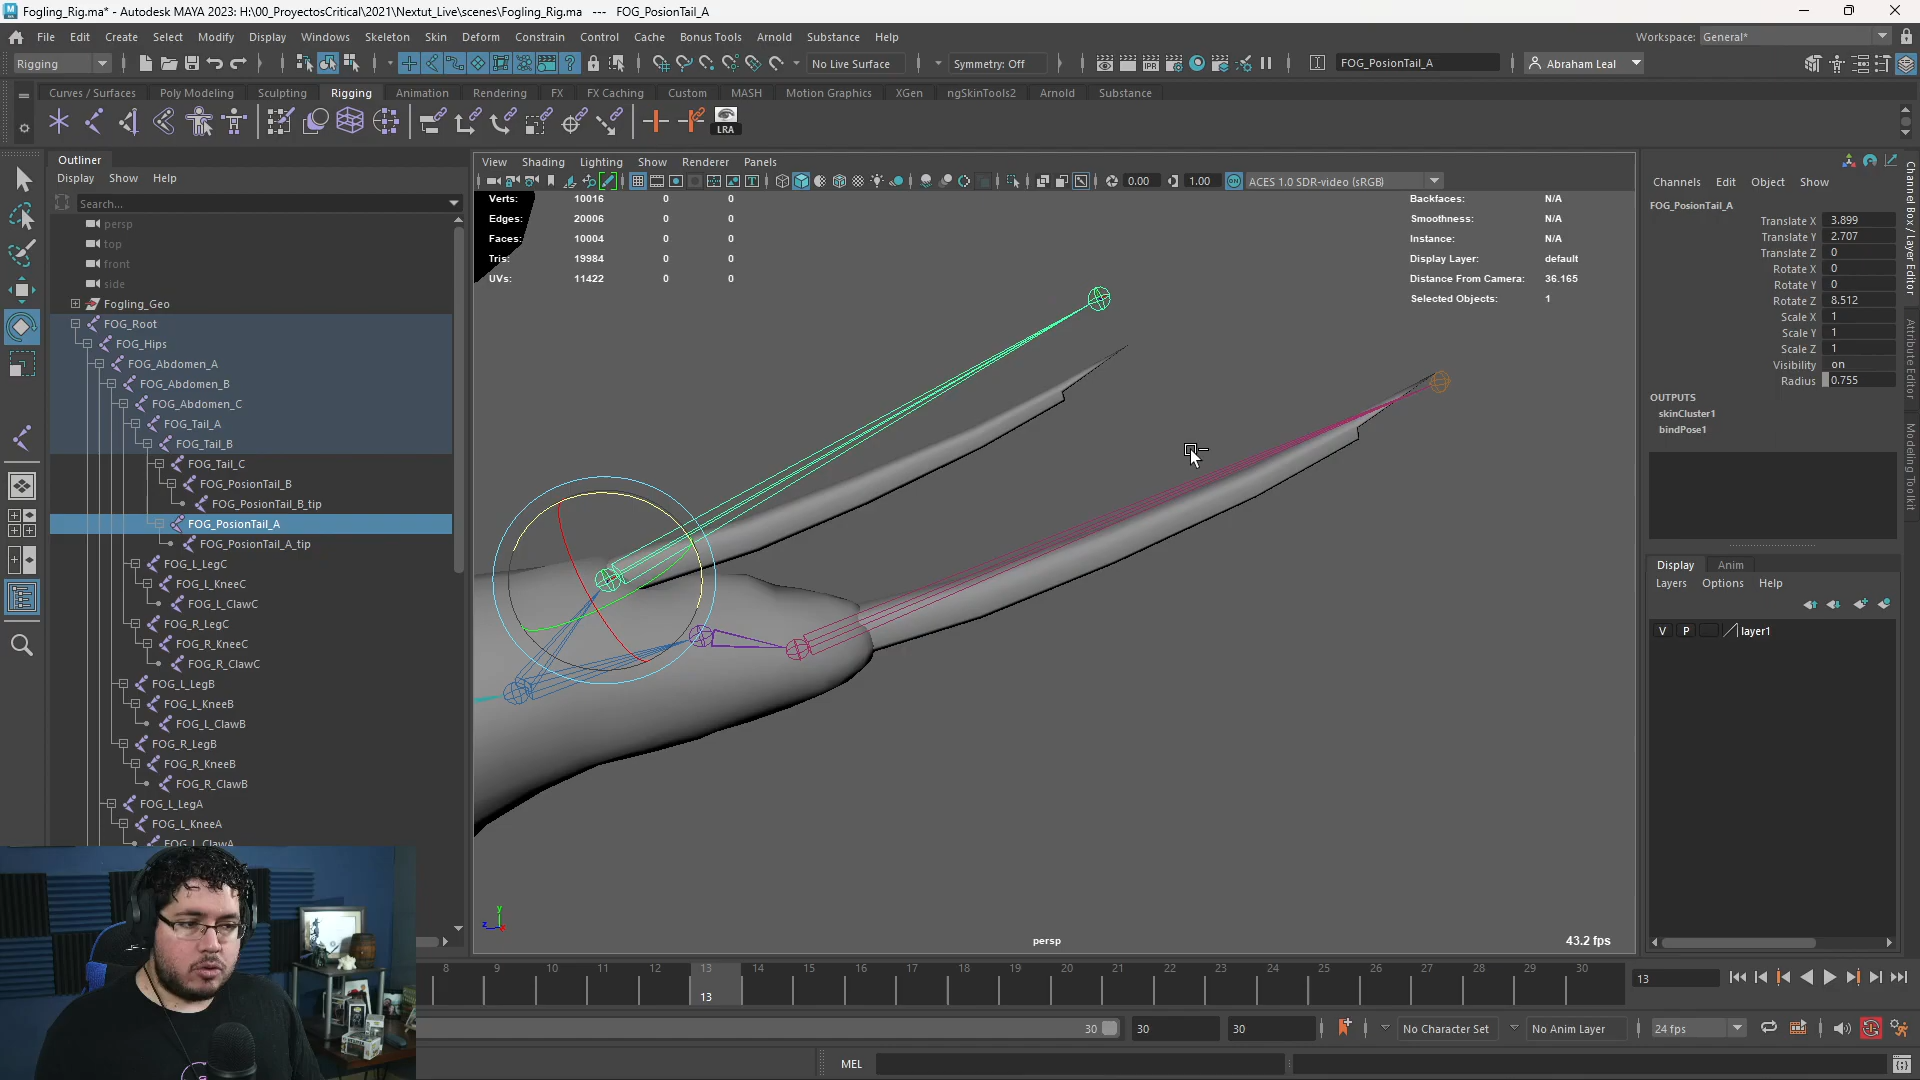 Fogling_Rig.ma* - Autodesk MAYA 2023: H:\00_ProyectosCritical\2021\Nextut_Live\scenes\Fogling_Rig.ma --- FOG_PosionTail_A
File Edit Create Select Modify Display Windows Skeleton Skin Deform Constrain Control Cache Bonus Tools Arnold Substance Help
Workspace: General*
Rigging
No Live Surface
Symmetry: Off
FOG_PosionTail_A
Abraham Leal
Curves / Surfaces Poly Modeling Sculpting Rigging Animation Rendering FX FX Caching Custom MASH Motion Graphics XGen ngSkinTools2 Arnold Substance
LRA
Outliner
Display Show Help
Search...
persp
top
front
side
Fogling_Geo
FOG_Root
FOG_Hips
FOG_Abdomen_A
FOG_Abdomen_B
FOG_Abdomen_C
FOG_Tail_A
FOG_Tail_B
FOG_Tail_C
FOG_PosionTail_B
FOG_PosionTail_B_tip
FOG_PosionTail_A
FOG_PosionTail_A_tip
FOG_L_LegC
FOG_L_KneeC
FOG_L_ClawC
FOG_R_LegC
FOG_R_KneeC
FOG_R_ClawC
FOG_L_LegB
FOG_L_KneeB
FOG_L_ClawB
FOG_R_LegB
FOG_R_KneeB
FOG_R_ClawB
FOG_L_LegA
FOG_L_KneeA
FOG_L_ClawA
View Shading Lighting Show Renderer Panels
0.00
1.00
ACES 1.0 SDR-video (sRGB)
Verts: 10016 0 0
Edges: 20006 0 0
Faces: 10004 0 0
Tris: 19984 0 0
UVs: 11422 0 0
Backfaces: N/A
Smoothness: N/A
Instance: N/A
Display Layer: default
Distance From Camera: 36.165
Selected Objects: 1
y
z
x
persp
43.2 fps
Channels Edit Object Show
FOG_PosionTail_A
Translate X 3.899
Translate Y 2.707
Translate Z 0
Rotate X 0
Rotate Y 0
Rotate Z 8.512
Scale X 1
Scale Y 1
Scale Z 1
Visibility on
Radius 0.755
OUTPUTS
skinCluster1
bindPose1
Display Anim
Layers Options Help
V P layer1
Channel Box / Layer Editor
Attribute Editor
Modeling Toolkit
8 9 10 11 12 13 14 15 16 17 18 19 20 21 22 23 24 25 26 27 28 29 30
13
13
30
30
30
No Character Set
No Anim Layer
24 fps
MEL